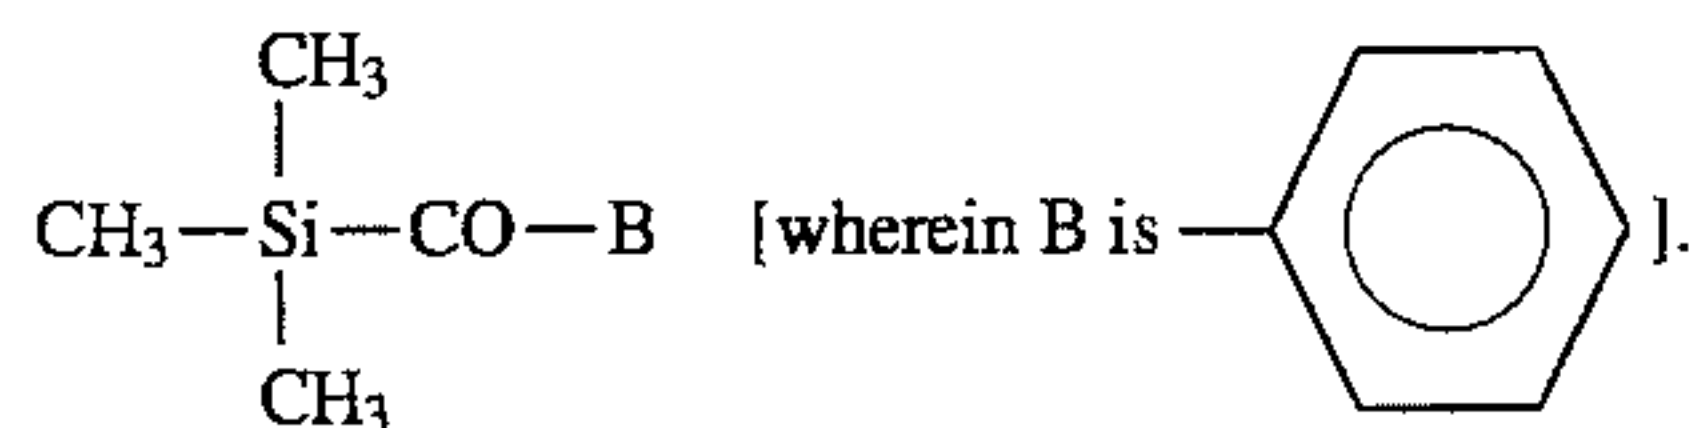 CH3
CH3—Si—CO—B [wherein B is ].
CH3